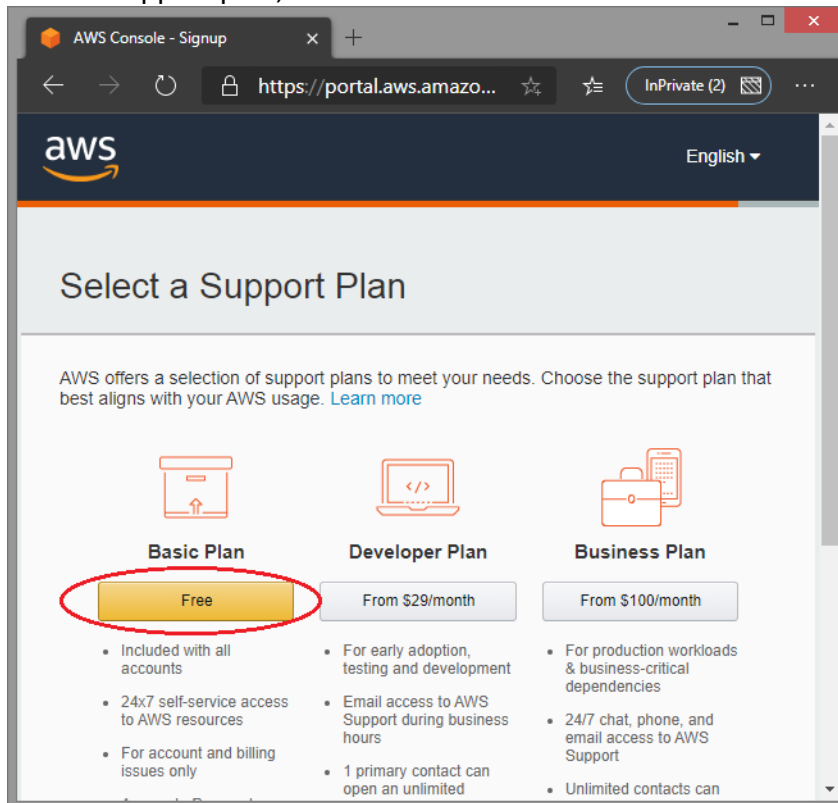 AWS Console - Signup
https://portal.aws.amazo...
InPrivate (2)
aws
English
Select a Support Plan
AWS offers a selection of support plans to meet your needs. Choose the support plan that
best aligns with your AWS usage. Learn more
</>
Basic Plan
Developer Plan
Business Plan
Free
From $29/month
From $100/month
• Included with all
accounts
• 24x7 self-service access
to AWS resources
• For account and billing
issues only
• For early adoption,
testing and development
• Email access to AWS
Support during business
hours
• 1 primary contact can
open an unlimited
• For production workloads
& business-critical
dependencies
• 24/7 chat, phone, and
email access to AWS
Support
• Unlimited contacts can